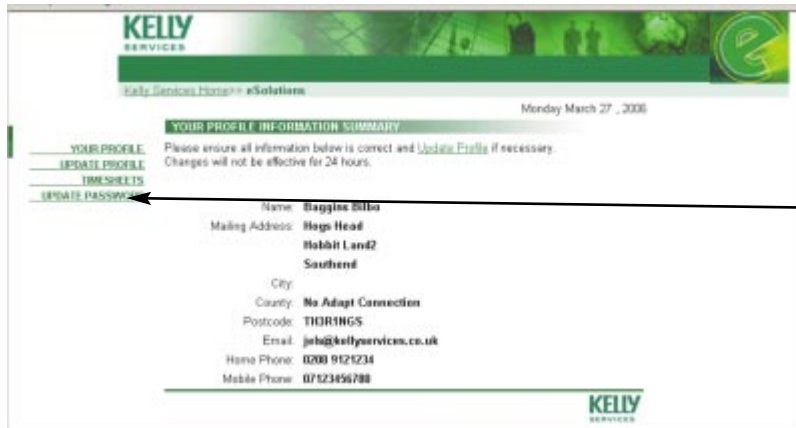 KELLY
SERVICES
Kelly Services Home>> eSolutions
Monday March 27 , 2006
YOUR PROFILE INFORMATION SUMMARY
YOUR PROFILE
UPDATE PROFILE
TIMESHEETS
UPDATE PASSWORD
Please ensure all information below is correct and Update Profile if necessary.
Changes will not be effective for 24 hours.
Name: Baggins Bilbo
Mailing Address: Hogs Head
Hobbit Land2
Southend
City:
County: No Adapt Connection
Postcode: TH3R1NGS
Email: @kellyservices.co.uk
Home Phone: 0208 9121234
Mobile Phone: 07123456788
KELLY
SERVICES